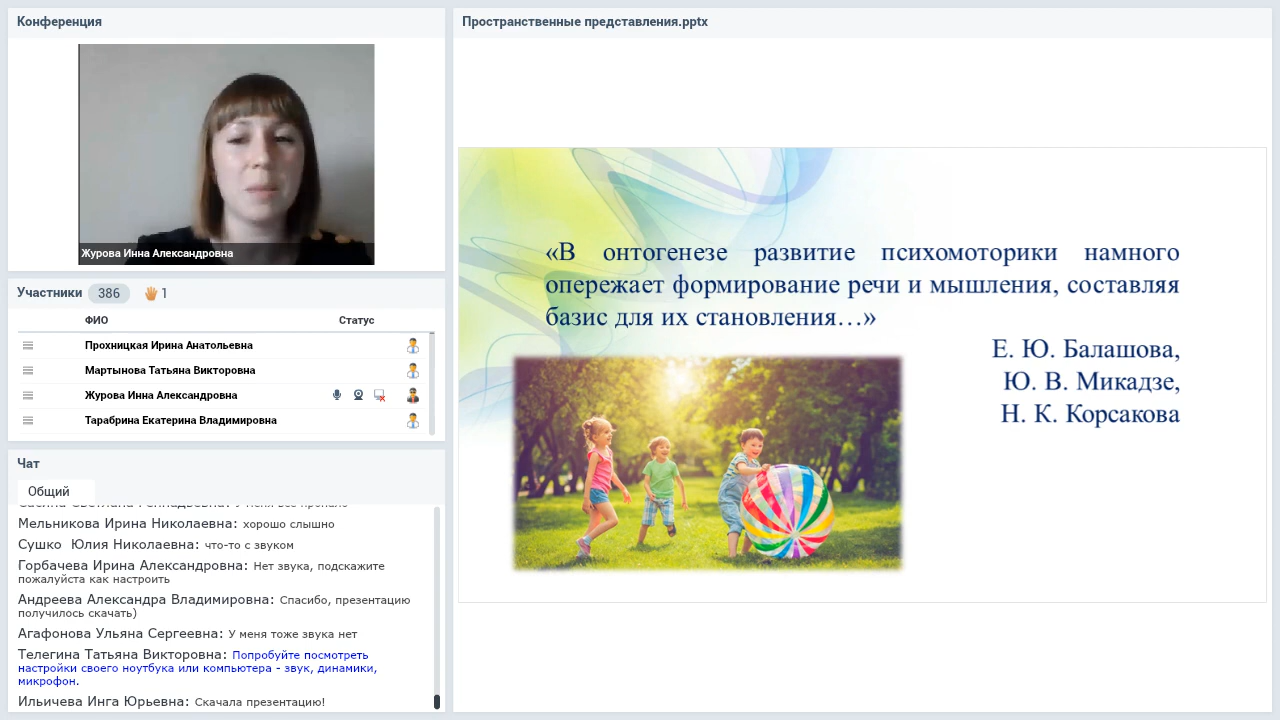 Конференция
Журова Инна Александровна
Участники 386 1
ФИО Статус
Прохницкая Ирина Анатольевна
Мартынова Татьяна Викторовна
Журова Инна Александровна
Тарабрина Екатерина Владимировна
Чат
Общий
Мельникова Ирина Николаевна: хорошо слышно
Сушко Юлия Николаевна: что-то с звуком
Горбачева Ирина Александровна: Нет звука, подскажите
пожалуйста как настроить
Андреева Александра Владимировна: Спасибо, презентацию
получилось скачать)
Агафонова Ульяна Сергеевна: У меня тоже звука нет
Телегина Татьяна Викторовна: Попробуйте посмотреть
настройки своего ноутбука или компьютера - звук, динамики,
микрофон.
Ильичева Инга Юрьевна: Скачала презентацию!
Пространственные представления.pptx
«В онтогенезе развитие психомоторики намного
опережает формирование речи и мышления, составляя
базис для их становления…»
Е. Ю. Балашова,
Ю. В. Микадзе,
Н. К. Корсакова